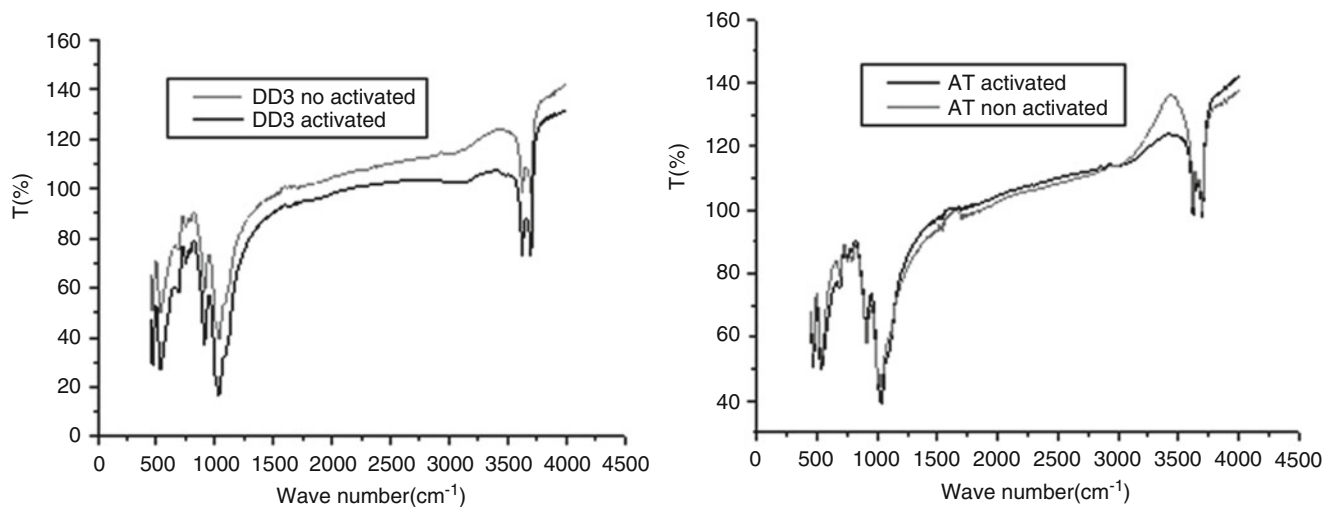 160
140
120
100
80
60
40
20
0
T(%)
DD3 no activated
DD3 activated
0 500 1000 1500 2000 2500 3000 3500 4000 4500
Wave number(cm-1)
160
140
120
100
80
60
40
T(%)
AT activated
AT non activated
0 500 1000 1500 2000 2500 3000 3500 4000 4500
Wave number(cm-1)